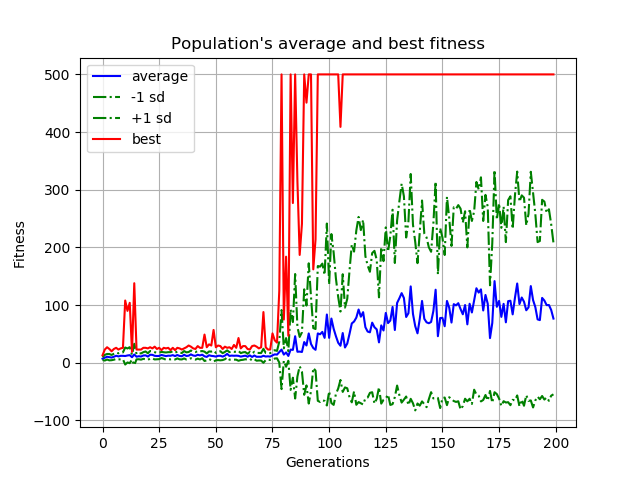 Population's average and best fitness
500
400
300
200
100
0
−100
Fitness
average
-1 sd
+1 sd
best
0 25 50 75 100 125 150 175 200
Generations